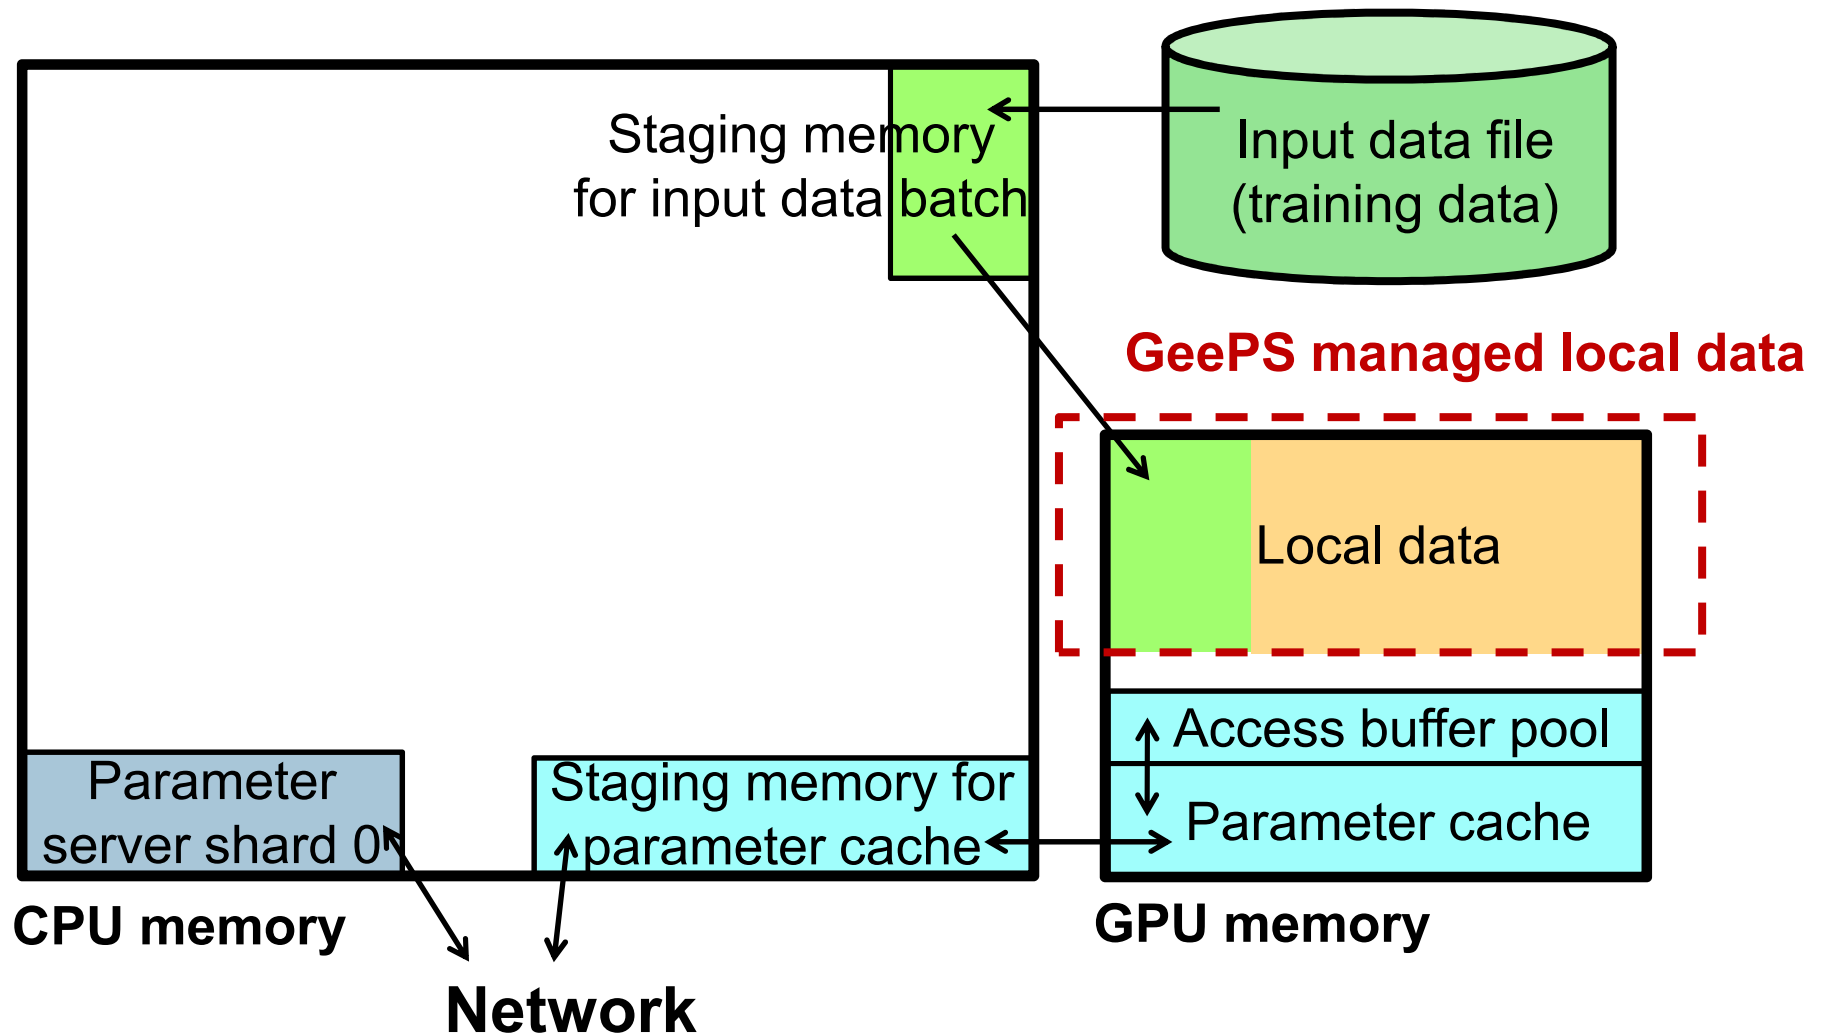 Staging memory
for input data batch
Input data file
(training data)
GeePS managed local data
Local data
Access buffer pool
Parameter cache
Parameter
server shard 0
Staging memory for
parameter cache
CPU memory
GPU memory
Network